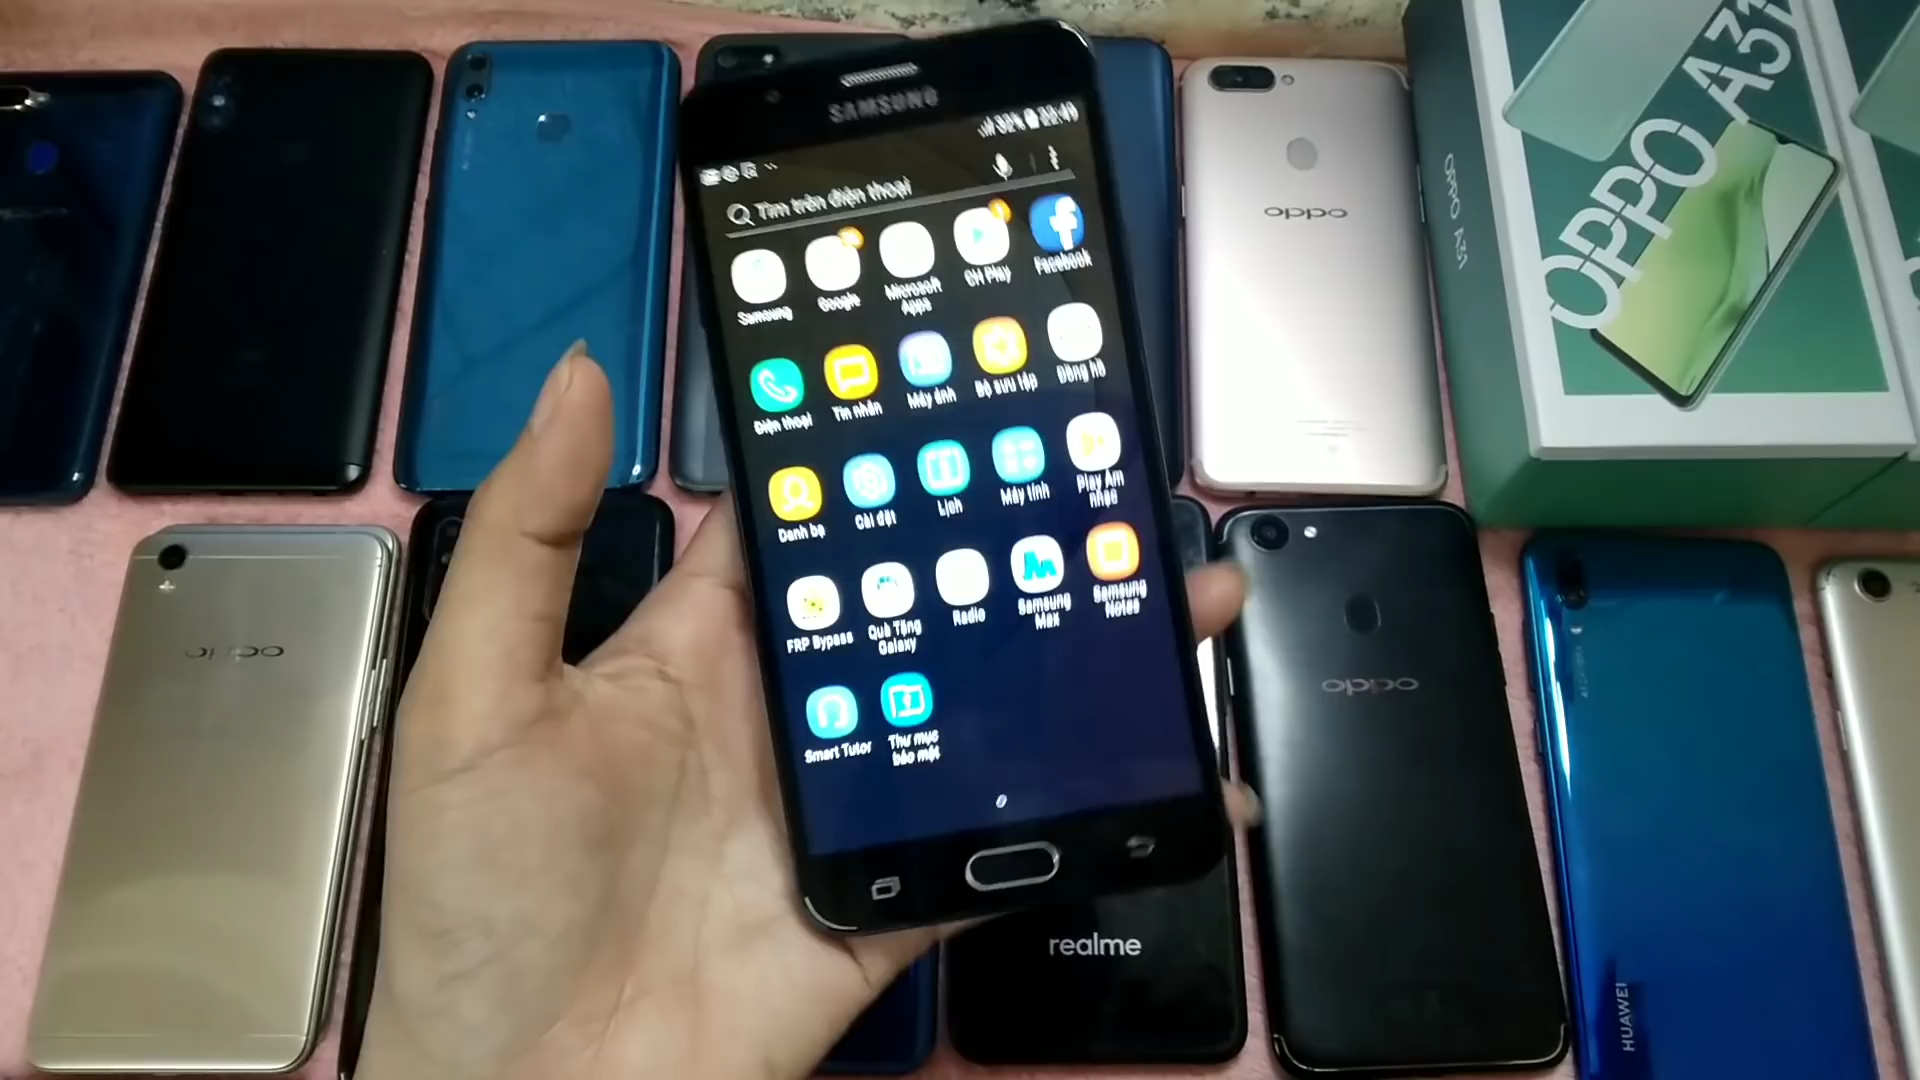 SAMSUNG
32% 22:49
Tìm trên điện thoại
Samsung
Google
Microsoft
Apps
CH Play
Facebook
Điện thoại
Tin nhắn
Máy ảnh
Bộ sưu tập
Đồng hồ
Danh bạ
Cài đặt
Lịch
Máy tính
Play Âm
nhạc
FRP Bypass
Quà Tặng
Galaxy
Radio
Samsung
Max
Samsung
Notes
Smart Tutor
Thư mục
bảo mật
oppo
OPPO A31
OPPO A31
oppo
realme
oppo
HUAWEI